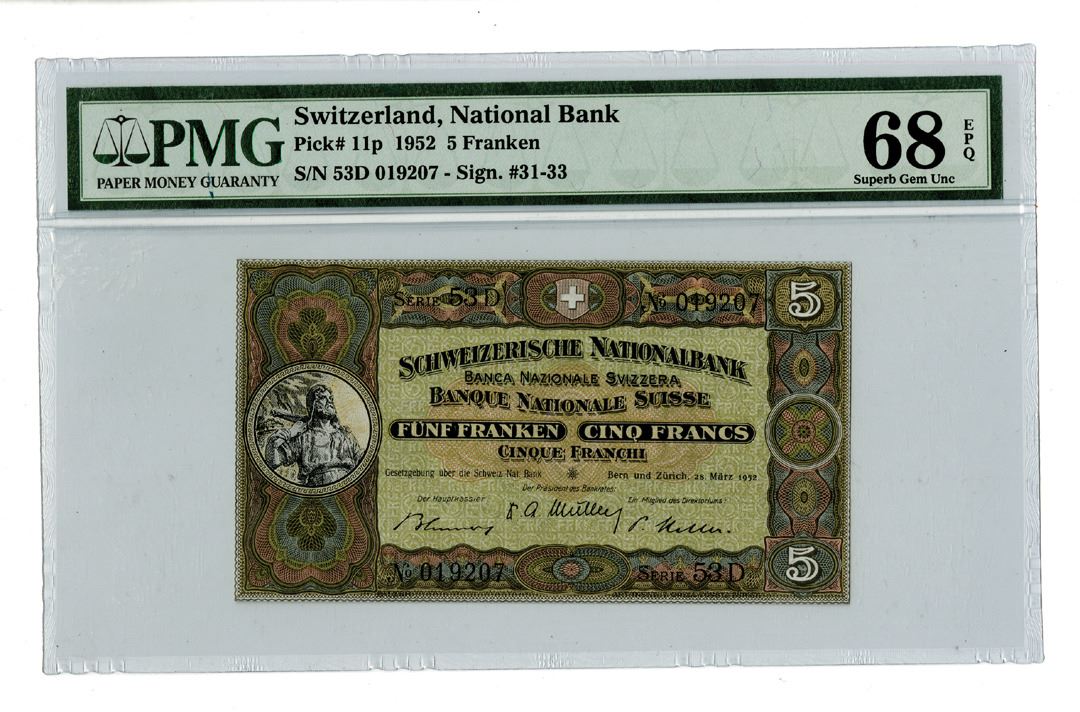 PMG
PAPER MONEY GUARANTY
Switzerland, National Bank
Pick# 11p 1952 5 Franken
S/N 53D 019207 - Sign. #31-33
68
EPQ
Superb Gem Unc
SERIE 53 D
No 019207
5
SCHWEIZERISCHE NATIONALBANK
BANCA NAZIONALE SVIZZERA
BANQUE NATIONALE SUISSE
FÜNF FRANKEN CINQ FRANCS
CINQUE FRANCHI
Gesetzgebung über die Schweiz. Nat. Bank
Bern und Zürich, 28. März 1952
Der Präsident des Bankrates:
Der Hauptkassier
Ein Mitglied des Direktoriums:
No 019207
SERIE 53 D
5